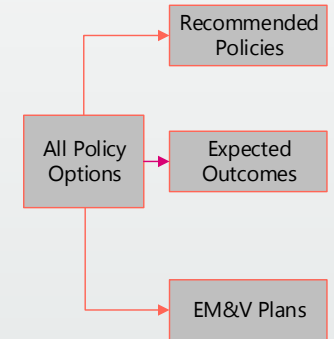 Recommended
Policies
All Policy
Options
Expected
Outcomes
EM&V Plans